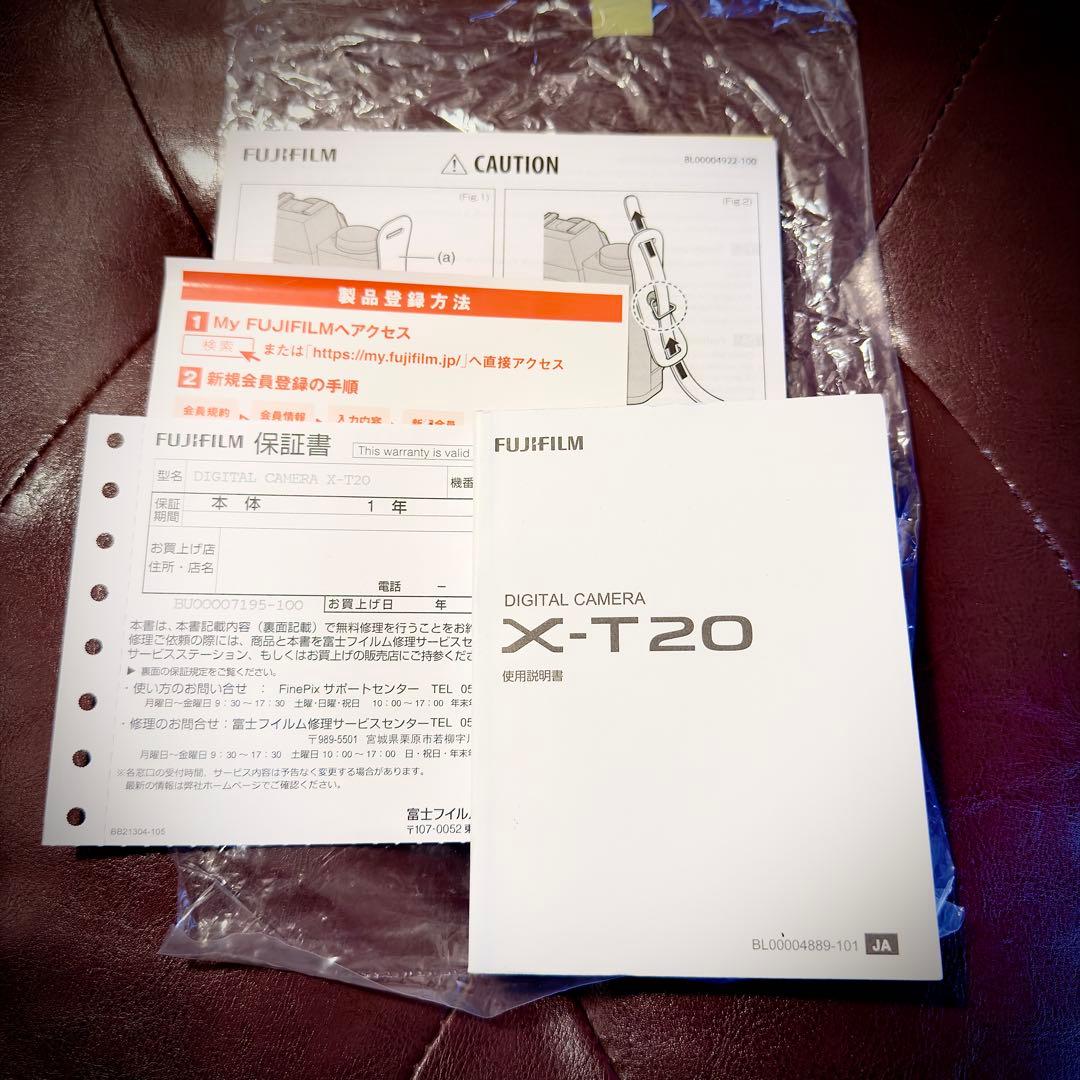 FUJIFILM
CAUTION
BL00004922-100
(Fig.1)
(Fig.2)
(a)
製品登録方法
1 My FUJIFILMへアクセス
検索 または「https://my.fujifilm.jp/」へ直接アクセス
2 新規会員登録の手順
会員規約 会員情報 入力内容 新規会員
FUJIFILM 保証書 This warranty is valid
型名 DIGITAL CAMERA X-T20 機番
保証期間 本体 1年
お買上げ店
住所・店名
電話 −
BU00007195-100 お買上げ日 年
本書は、本書記載内容（裏面記載）で無料修理を行うことをお約
修理ご依頼の際には、商品と本書を富士フイルム修理サービスセ
サービスステーション、もしくはお買上げの販売店にご持参くださ
▶ 裏面の保証規定をご覧ください。
・使い方のお問い合せ ： FinePix サポートセンター TEL 05
月曜日〜金曜日 9：30〜17：30 土曜・日曜・祝日 10：00〜17：00 年末年
・修理のお問合せ：富士フイルム修理サービスセンターTEL 05
〒989-5501 宮城県栗原市若柳字川
月曜日〜金曜日 9：30〜17：30 土曜日 10：00〜17：00 日・祝日・年末年
※各窓口の受付時間、サービス内容は予告なく変更する場合があります。
最新の情報は弊社ホームページでご確認ください。
富士フイルム
〒107-0052 東
BB21304-105
FUJIFILM
DIGITAL CAMERA
X-T20
使用説明書
BL00004889-101 JA